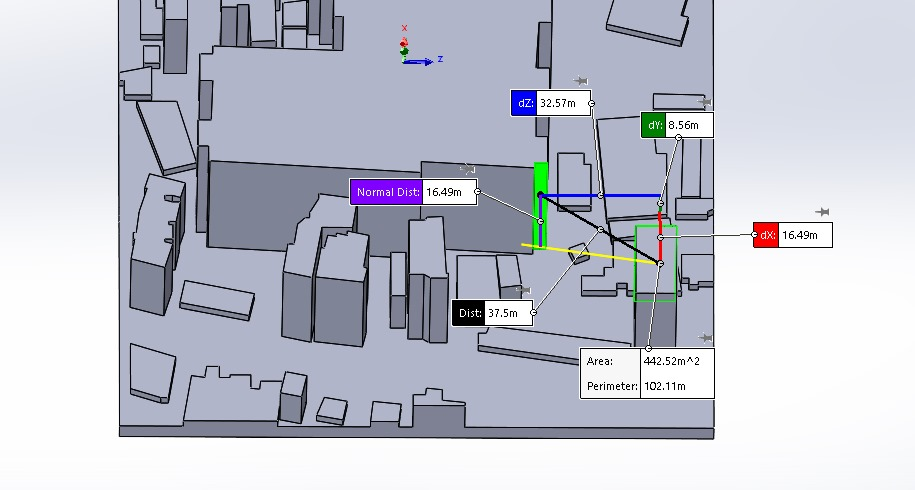 X
Z
dZ: 32.57m
dY: 8.56m
Normal Dist: 16.49m
dX: 16.49m
Dist: 37.5m
Area: 442.52m^2
Perimeter: 102.11m